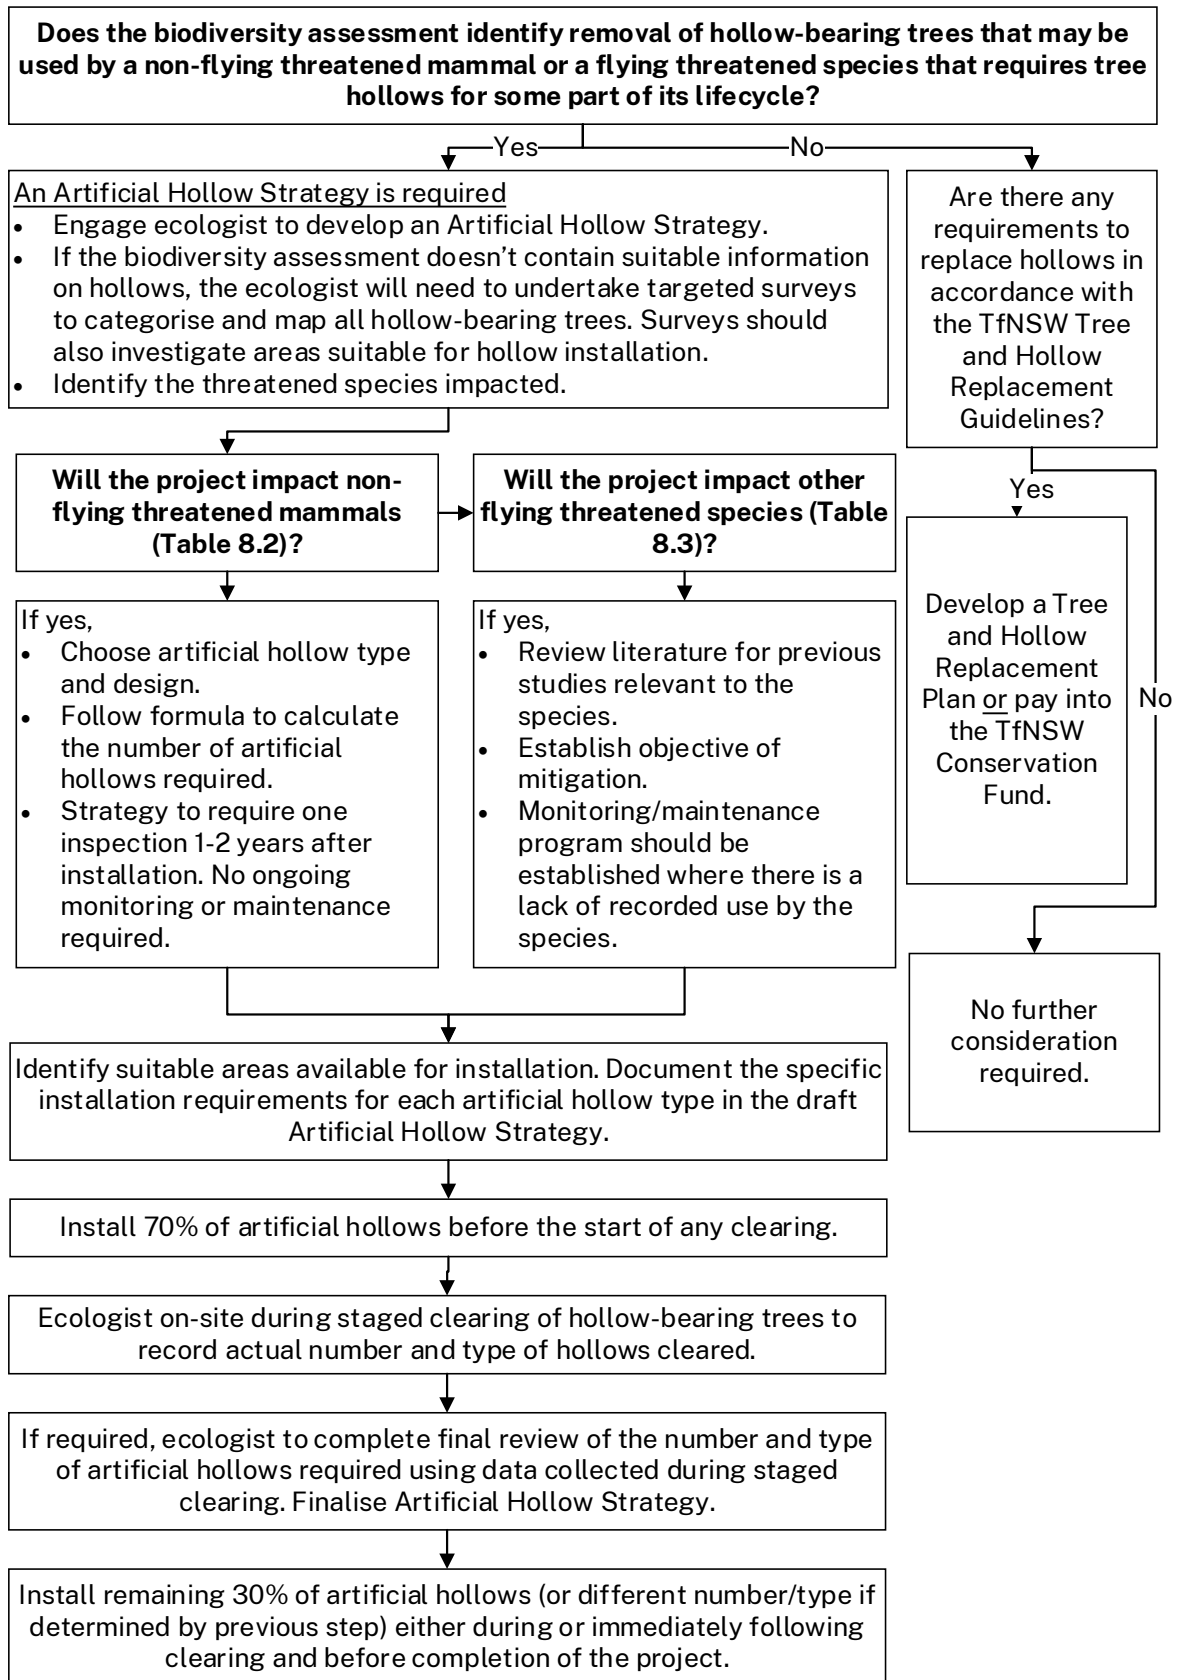 Does the biodiversity assessment identify removal of hollow-bearing trees that may be
used by a non-flying threatened mammal or a flying threatened species that requires tree
hollows for some part of its lifecycle?
Yes
No
An Artificial Hollow Strategy is required
• Engage ecologist to develop an Artificial Hollow Strategy.
• If the biodiversity assessment doesn’t contain suitable information
on hollows, the ecologist will need to undertake targeted surveys
to categorise and map all hollow-bearing trees. Surveys should
also investigate areas suitable for hollow installation.
• Identify the threatened species impacted.
Are there any
requirements to
replace hollows in
accordance with
the TfNSW Tree
and Hollow
Replacement
Guidelines?
Will the project impact non-
flying threatened mammals
(Table 8.2)?
Will the project impact other
flying threatened species (Table
8.3)?
Yes
No
If yes,
• Choose artificial hollow type
and design.
• Follow formula to calculate
the number of artificial
hollows required.
• Strategy to require one
inspection 1-2 years after
installation. No ongoing
monitoring or maintenance
required.
If yes,
• Review literature for previous
studies relevant to the
species.
• Establish objective of
mitigation.
• Monitoring/maintenance
program should be
established where there is a
lack of recorded use by the
species.
Develop a Tree
and Hollow
Replacement
Plan or pay into
the TfNSW
Conservation
Fund.
No further
consideration
required.
Identify suitable areas available for installation. Document the specific
installation requirements for each artificial hollow type in the draft
Artificial Hollow Strategy.
Install 70% of artificial hollows before the start of any clearing.
Ecologist on-site during staged clearing of hollow-bearing trees to
record actual number and type of hollows cleared.
If required, ecologist to complete final review of the number and type
of artificial hollows required using data collected during staged
clearing. Finalise Artificial Hollow Strategy.
Install remaining 30% of artificial hollows (or different number/type if
determined by previous step) either during or immediately following
clearing and before completion of the project.